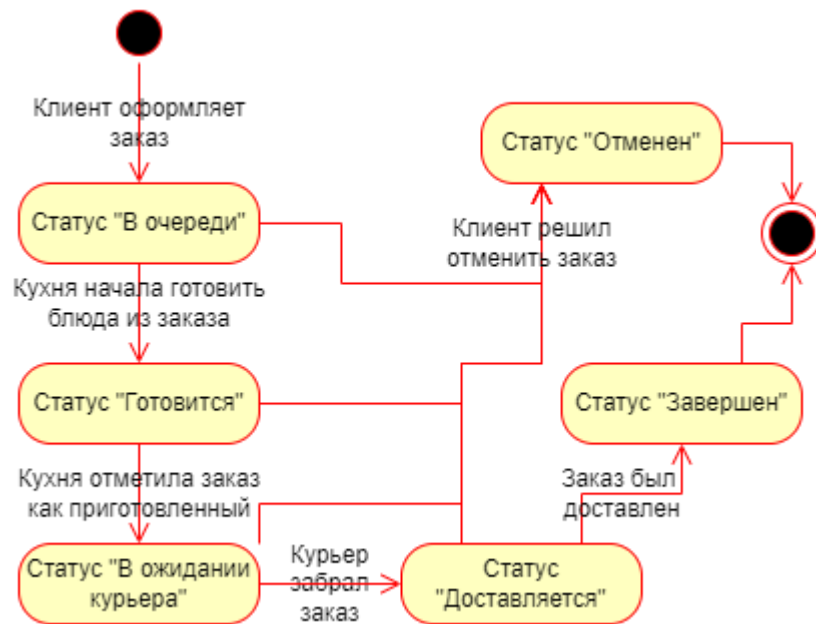 Клиент оформляет
заказ
Статус "Отменен"
Статус "В очереди"
Клиент решил
отменить заказ
Кухня начала готовить
блюда из заказа
Статус "Готовится"
Статус "Завершен"
Кухня отметила заказ
как приготовленный
Заказ был
доставлен
Статус "В ожидании
курьера"
Курьер
забрал
заказ
Статус
"Доставляется"